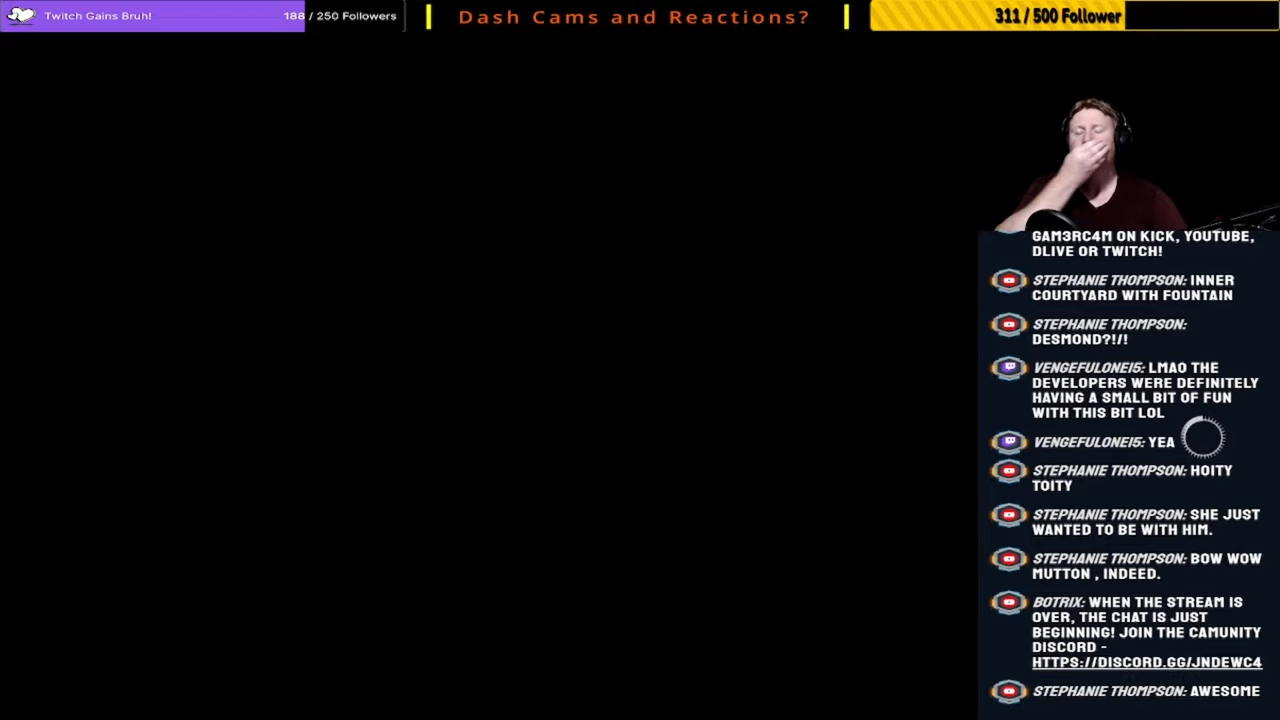 Twitch Gains Bruh!
188 / 250 Followers
Dash Cams and Reactions?
311 / 500 Follower
GAM3RC4M ON KICK, YOUTUBE,
DLIVE OR TWITCH!
STEPHANIE THOMPSON: INNER
COURTYARD WITH FOUNTAIN
STEPHANIE THOMPSON:
DESMOND?!/!
VENGEFULONE15: LMAO THE
DEVELOPERS WERE DEFINITELY
HAVING A SMALL BIT OF FUN
WITH THIS BIT LOL
VENGEFULONE15: YEA
STEPHANIE THOMPSON: HOITY
TOITY
STEPHANIE THOMPSON: SHE JUST
WANTED TO BE WITH HIM.
STEPHANIE THOMPSON: BOW WOW
MUTTON , INDEED.
BOTRIX: WHEN THE STREAM IS
OVER, THE CHAT IS JUST
BEGINNING! JOIN THE CAMUNITY
DISCORD -
HTTPS://DISCORD.GG/JNDEWC4
STEPHANIE THOMPSON: AWESOME